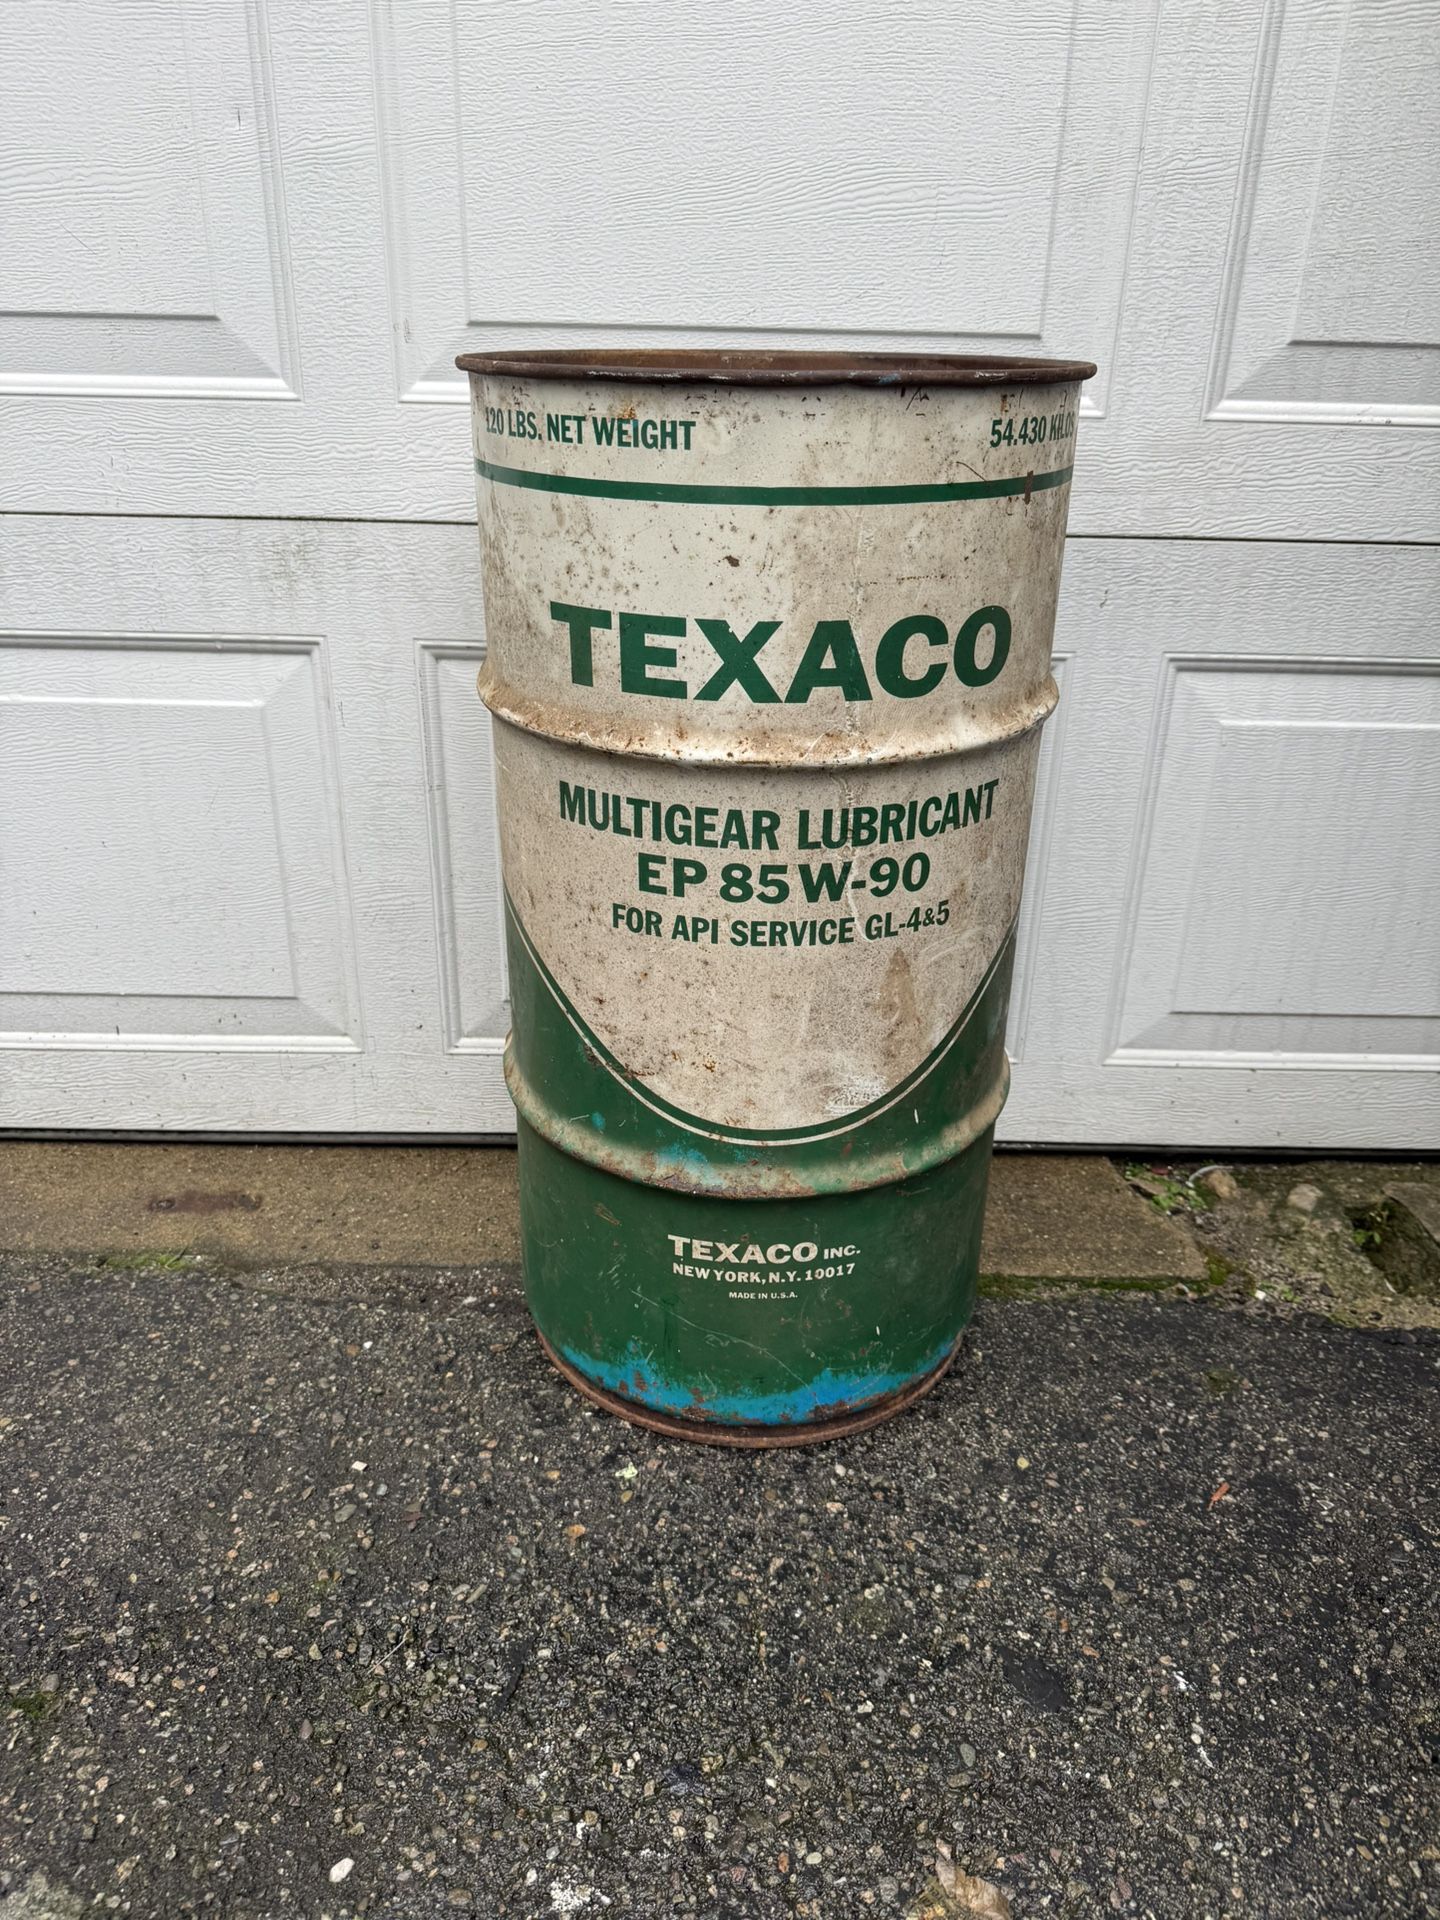 120 LBS. NET WEIGHT 54.430 KILOS
TEXACO
MULTIGEAR LUBRICANT
EP 85W-90
FOR API SERVICE GL-4&5
TEXACO INC.
NEW YORK, N.Y. 10017
MADE IN U.S.A.